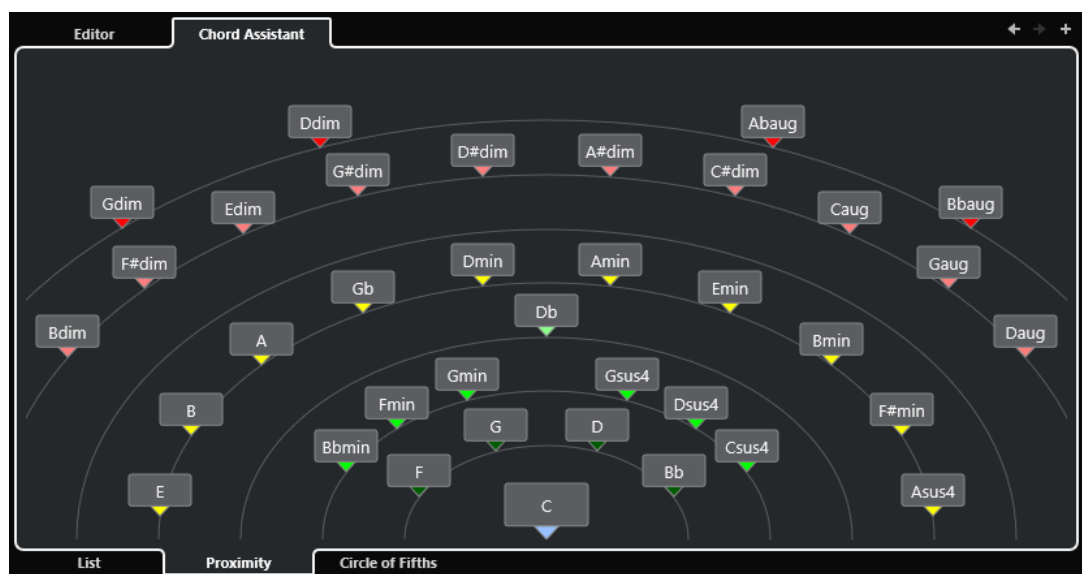 Editor
Chord Assistant
Ddim
Abaug
D#dim
A#dim
G#dim
C#dim
Gdim
Edim
Caug
Bbaug
F#dim
Gaug
Dmin
Amin
Gb
Emin
Db
Bdim
A
Bmin
Daug
Gmin
Gsus4
Fmin
Dsus4
B
F#min
G
D
Bbmin
Csus4
F
Bb
E
Asus4
C
List
Proximity
Circle of Fifths